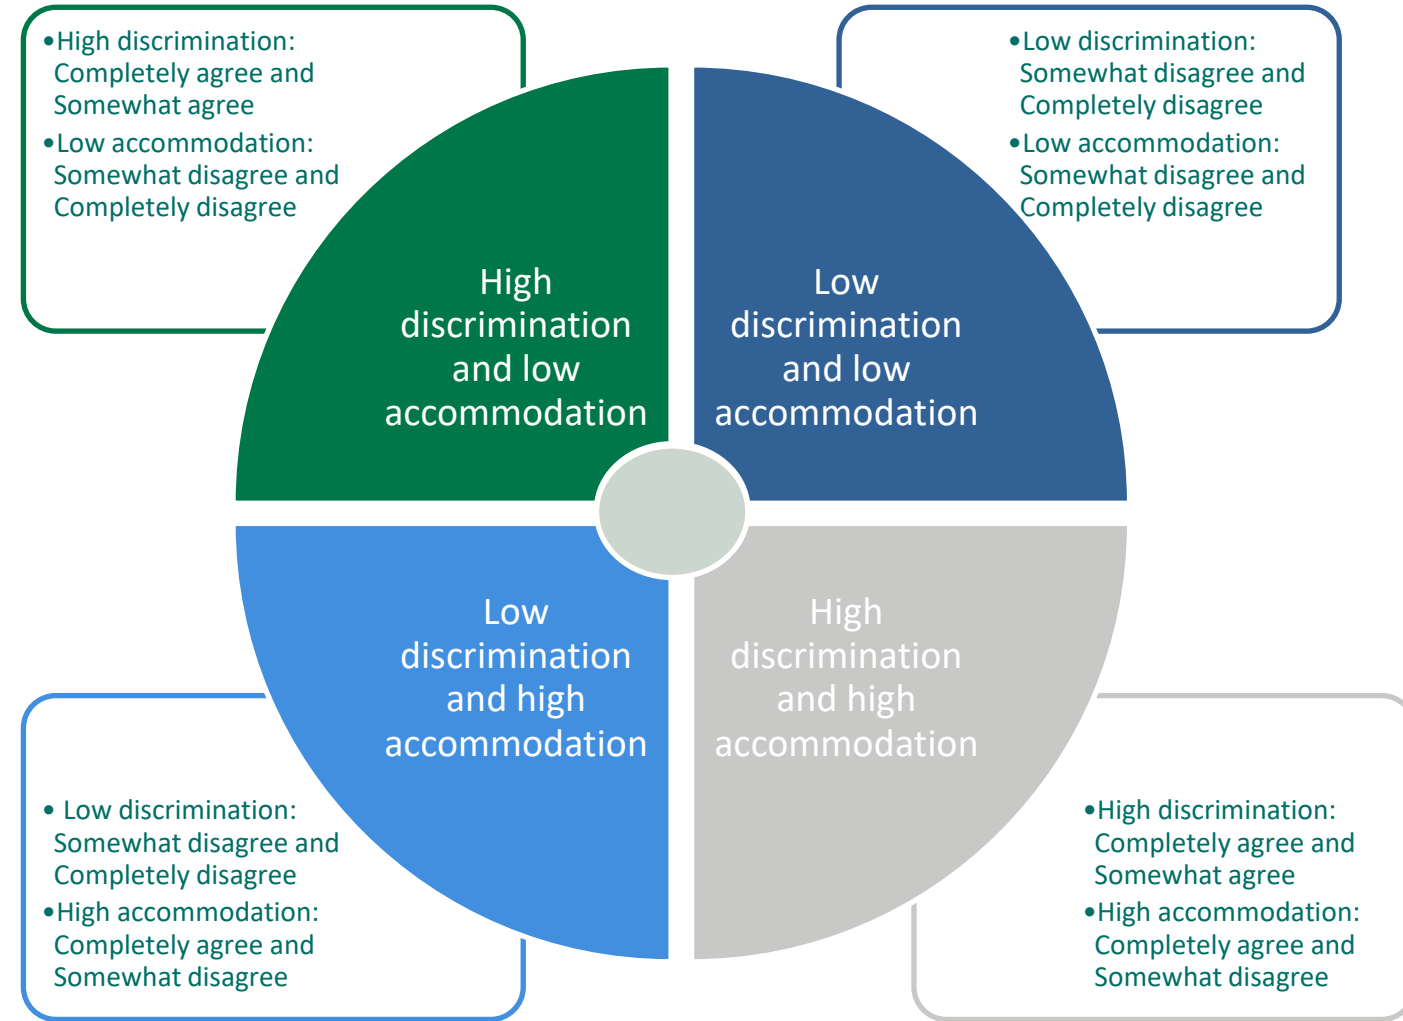 •High discrimination:
Completely agree and
Somewhat agree
•Low accommodation:
Somewhat disagree and
Completely disagree
•Low discrimination:
Somewhat disagree and
Completely disagree
•Low accommodation:
Somewhat disagree and
Completely disagree
High
discrimination
and low
accommodation
Low
discrimination
and low
accommodation
Low
discrimination
and high
accommodation
High
discrimination
and high
accommodation
• Low discrimination:
Somewhat disagree and
Completely disagree
•High accommodation:
Completely agree and
Somewhat disagree
•High discrimination:
Completely agree and
Somewhat agree
•High accommodation:
Completely agree and
Somewhat disagree